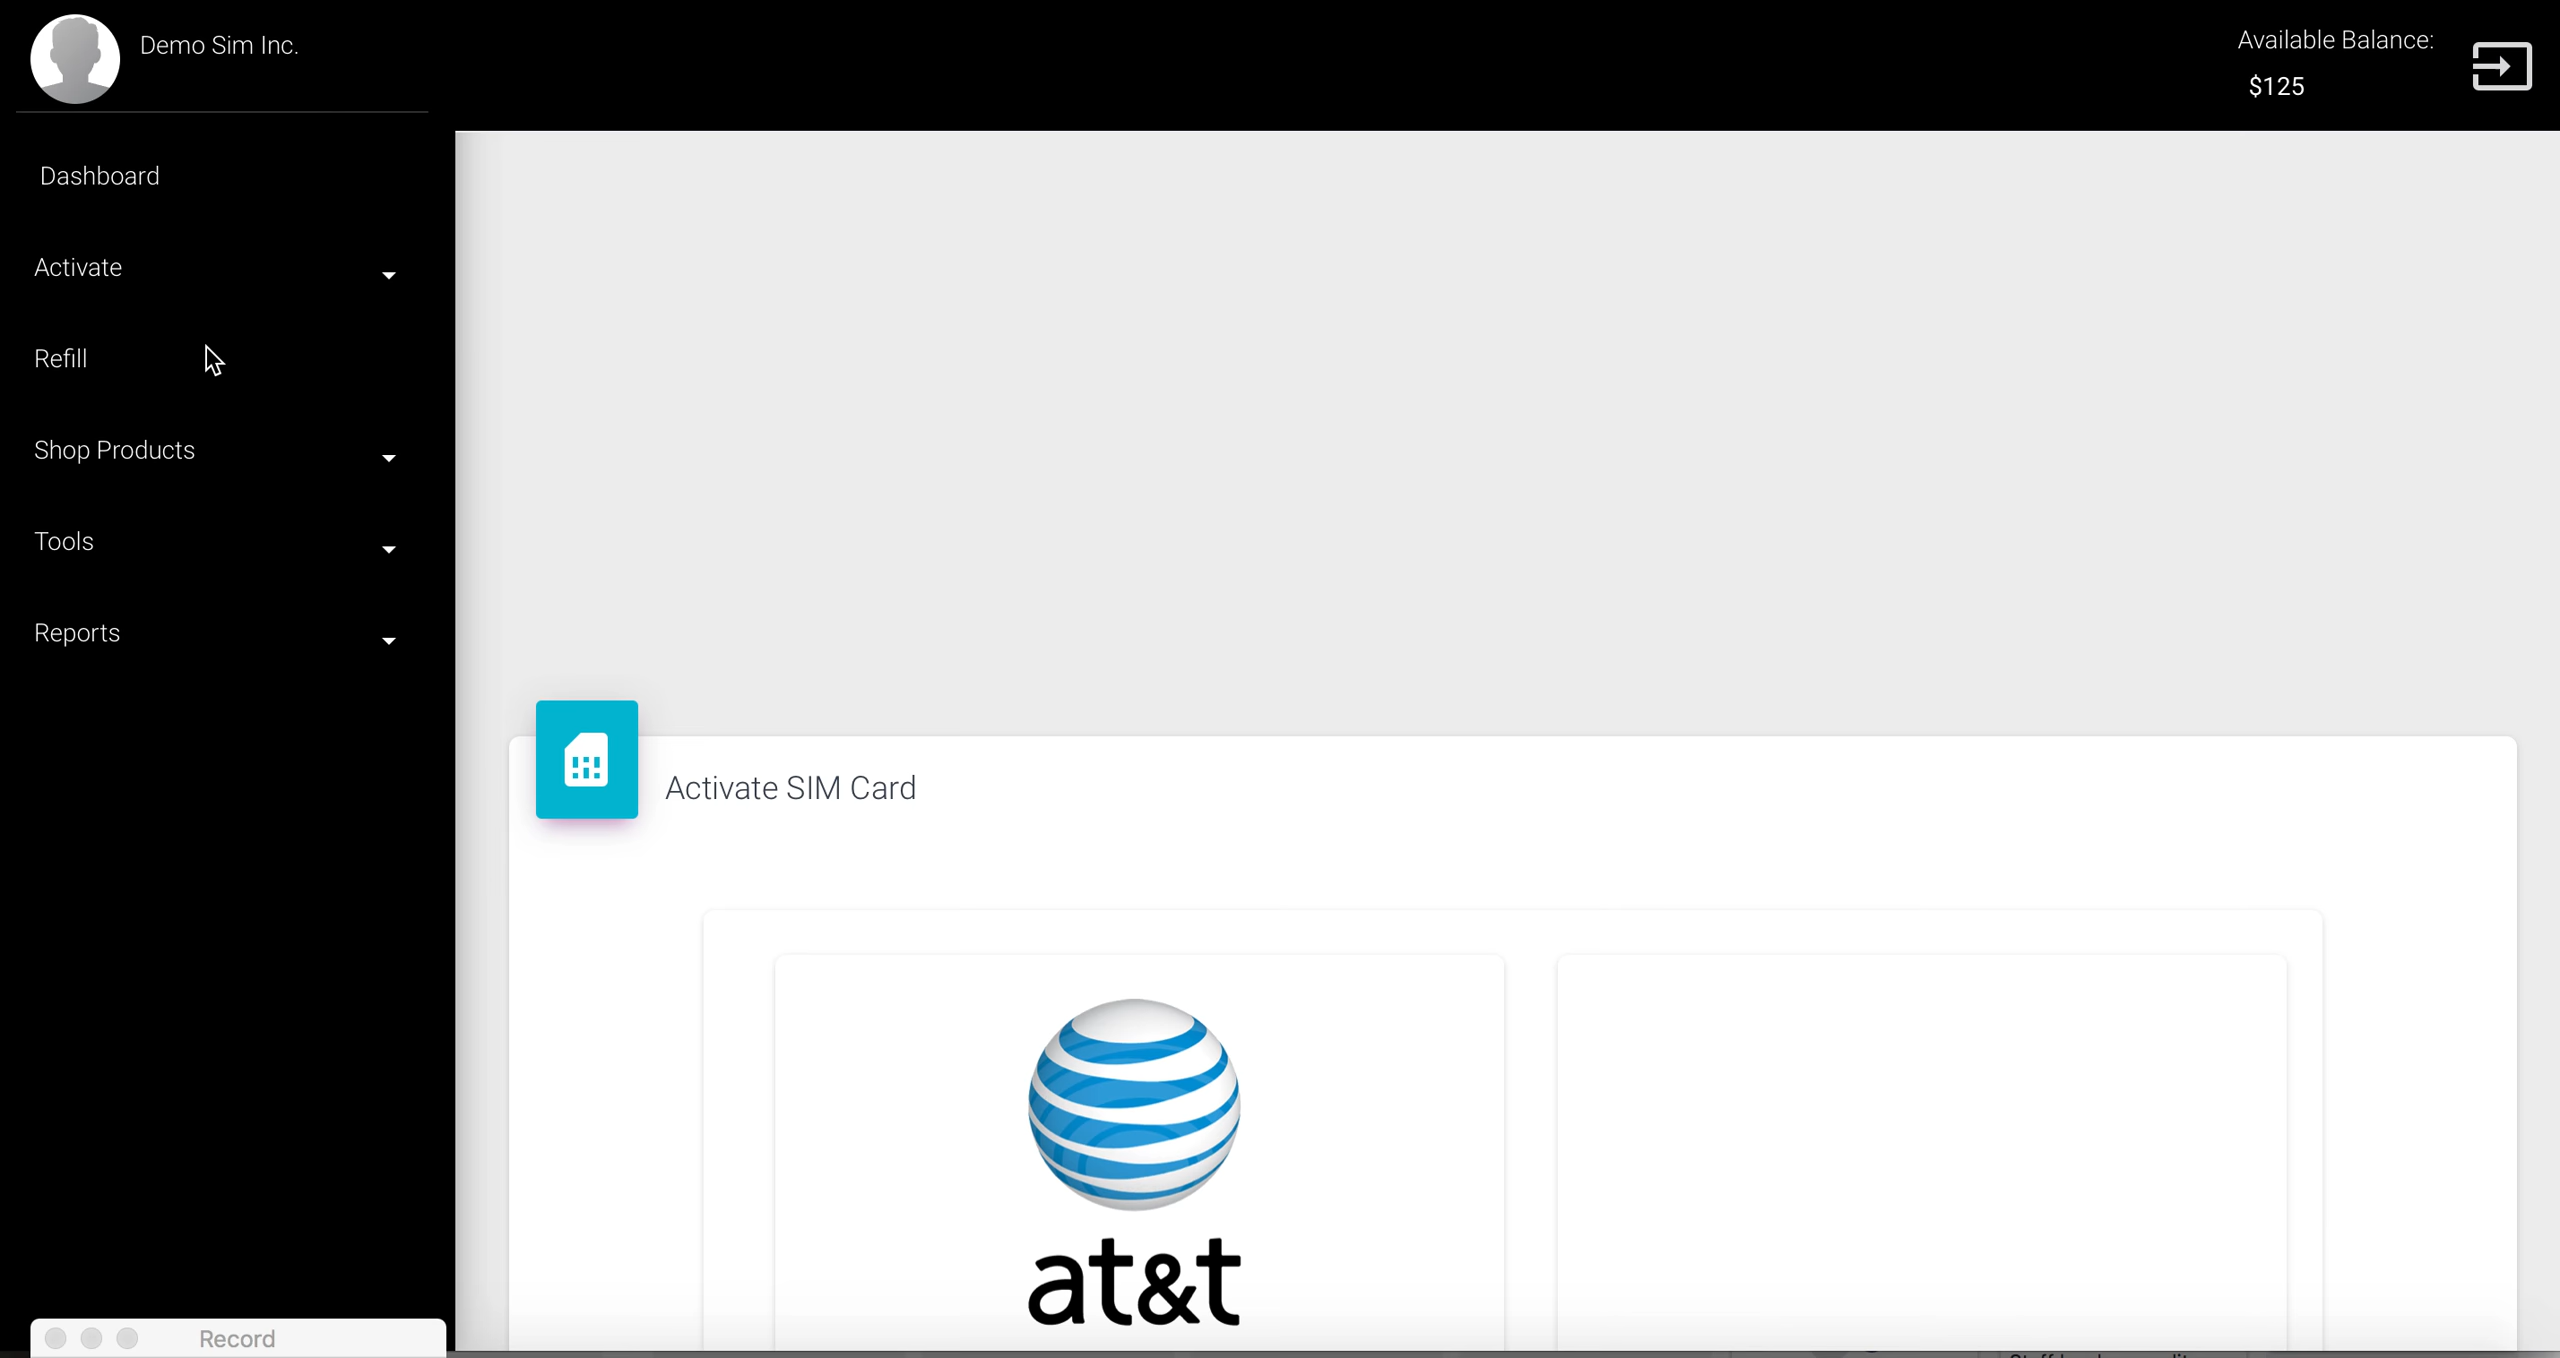 Demo Sim Inc.
Available Balance:
$125
Dashboard
Activate
Refill
Shop Products
Tools
Reports
Activate SIM Card
at&t
Record